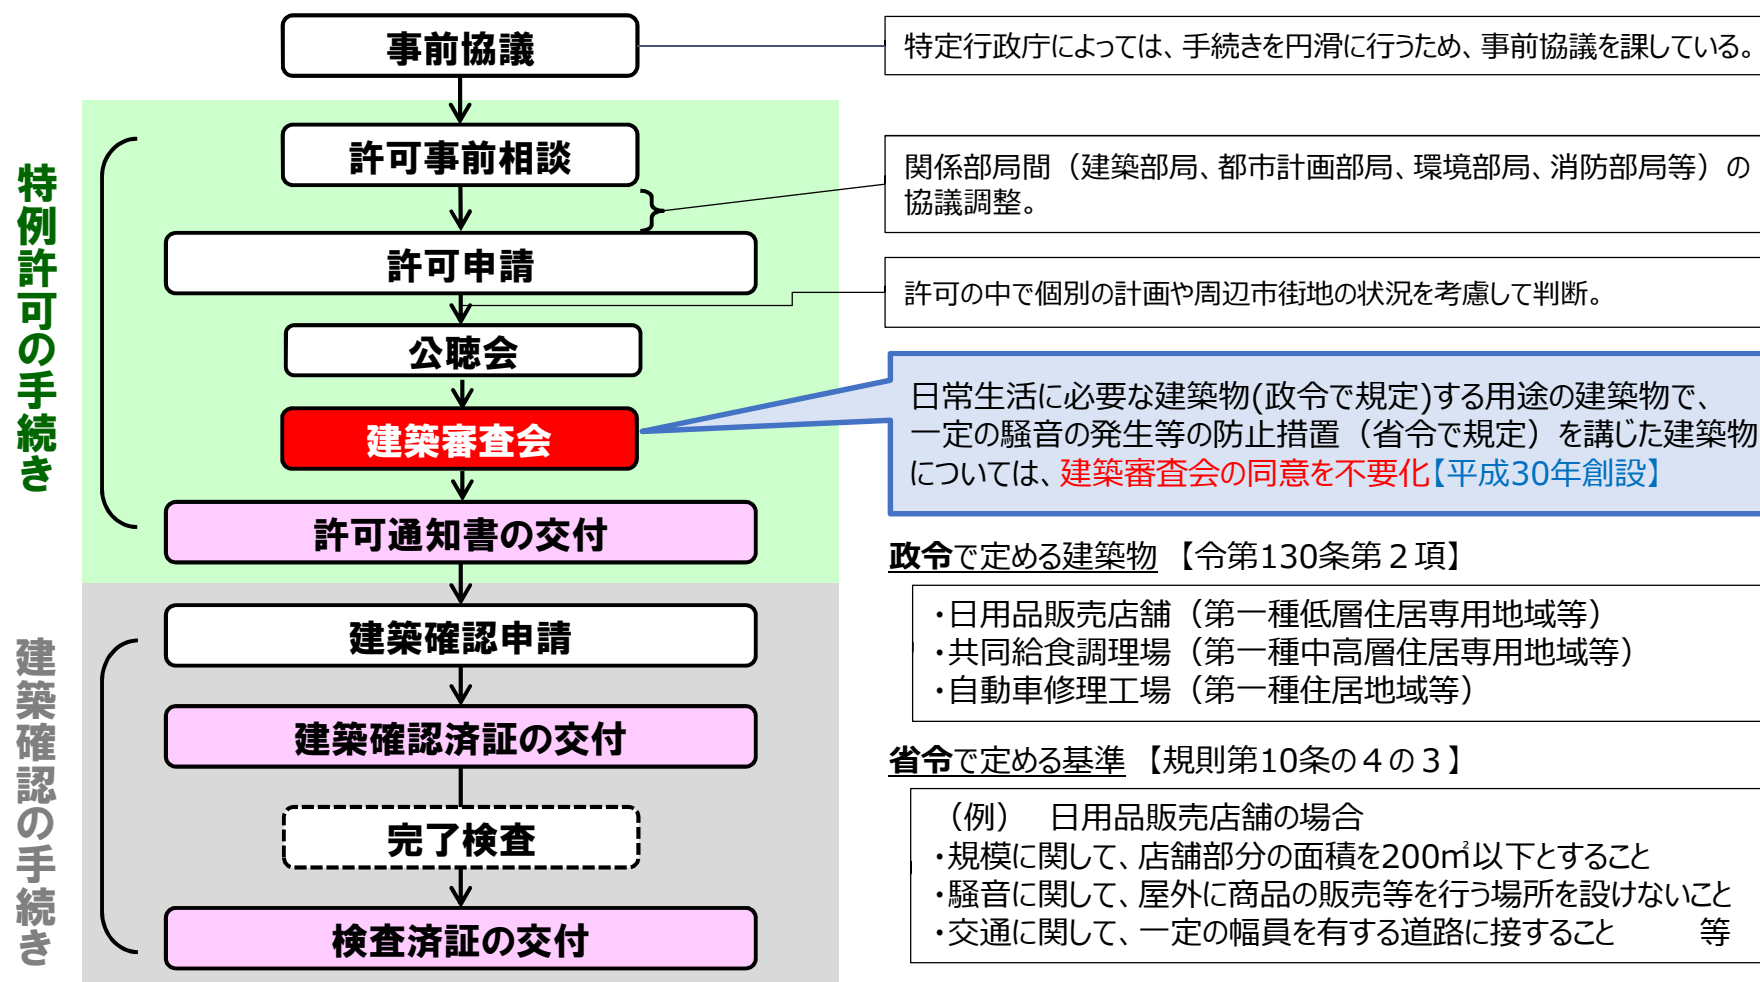 事前協議
特定行政庁によっては、手続きを円滑に行うため、事前協議を課している。
特例許可の手続き
許可事前相談
関係部局間（建築部局、都市計画部局、環境部局、消防部局等）の
協議調整。
許可申請
許可の中で個別の計画や周辺市街地の状況を考慮して判断。
公聴会
建築審査会
日常生活に必要な建築物(政令で規定)する用途の建築物で、
一定の騒音の発生等の防止措置（省令で規定）を講じた建築物
については、建築審査会の同意を不要化【平成30年創設】
許可通知書の交付
政令で定める建築物【令第130条第２項】
・日用品販売店舗（第一種低層住居専用地域等）
・共同給食調理場（第一種中高層住居専用地域等）
・自動車修理工場（第一種住居地域等）
建築確認の手続き
建築確認申請
建築確認済証の交付
完了検査
検査済証の交付
省令で定める基準【規則第10条の４の３】
（例）　日用品販売店舗の場合
・規模に関して、店舗部分の面積を200㎡以下とすること
・騒音に関して、屋外に商品の販売等を行う場所を設けないこと
・交通に関して、一定の幅員を有する道路に接すること　　等